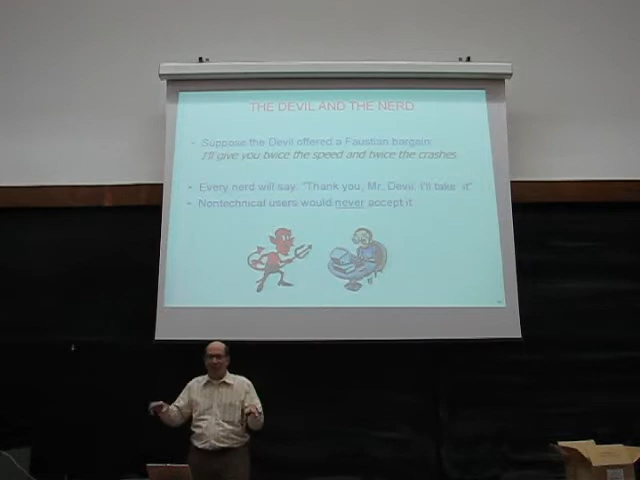 THE DEVIL AND THE NERD
- Suppose the Devil offered a Faustian bargain:
I'll give you twice the speed and twice the crashes
• Every nerd will say: "Thank you, Mr. Devil. I'll take it"
• Nontechnical users would never accept it